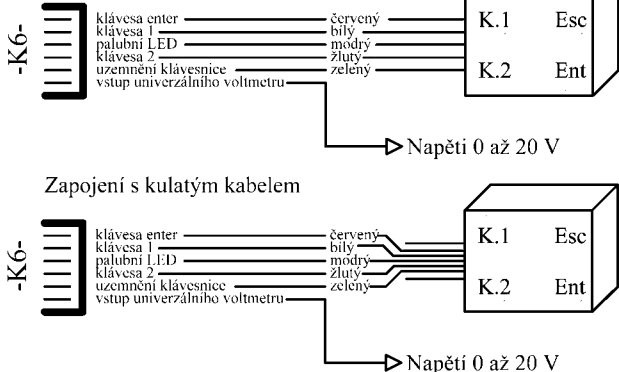 -K6-
klávesa enter červený
klávesa 1 bílý
palubní LED modrý
klávesa 2 žlutý
uzemnění klávesnice zelený
vstup univerzálního voltmetru
K.1 Esc
K.2 Ent
Napěti 0 až 20 V
Zapojení s kulatým kabelem
-K6-
klávesa enter červený
klávesa 1 bílý
palubní LED modrý
klávesa 2 žlutý
uzemnění klávesnice zelený
vstup univerzálního voltmetru
K.1 Esc
K.2 Ent
Napětí 0 až 20 V